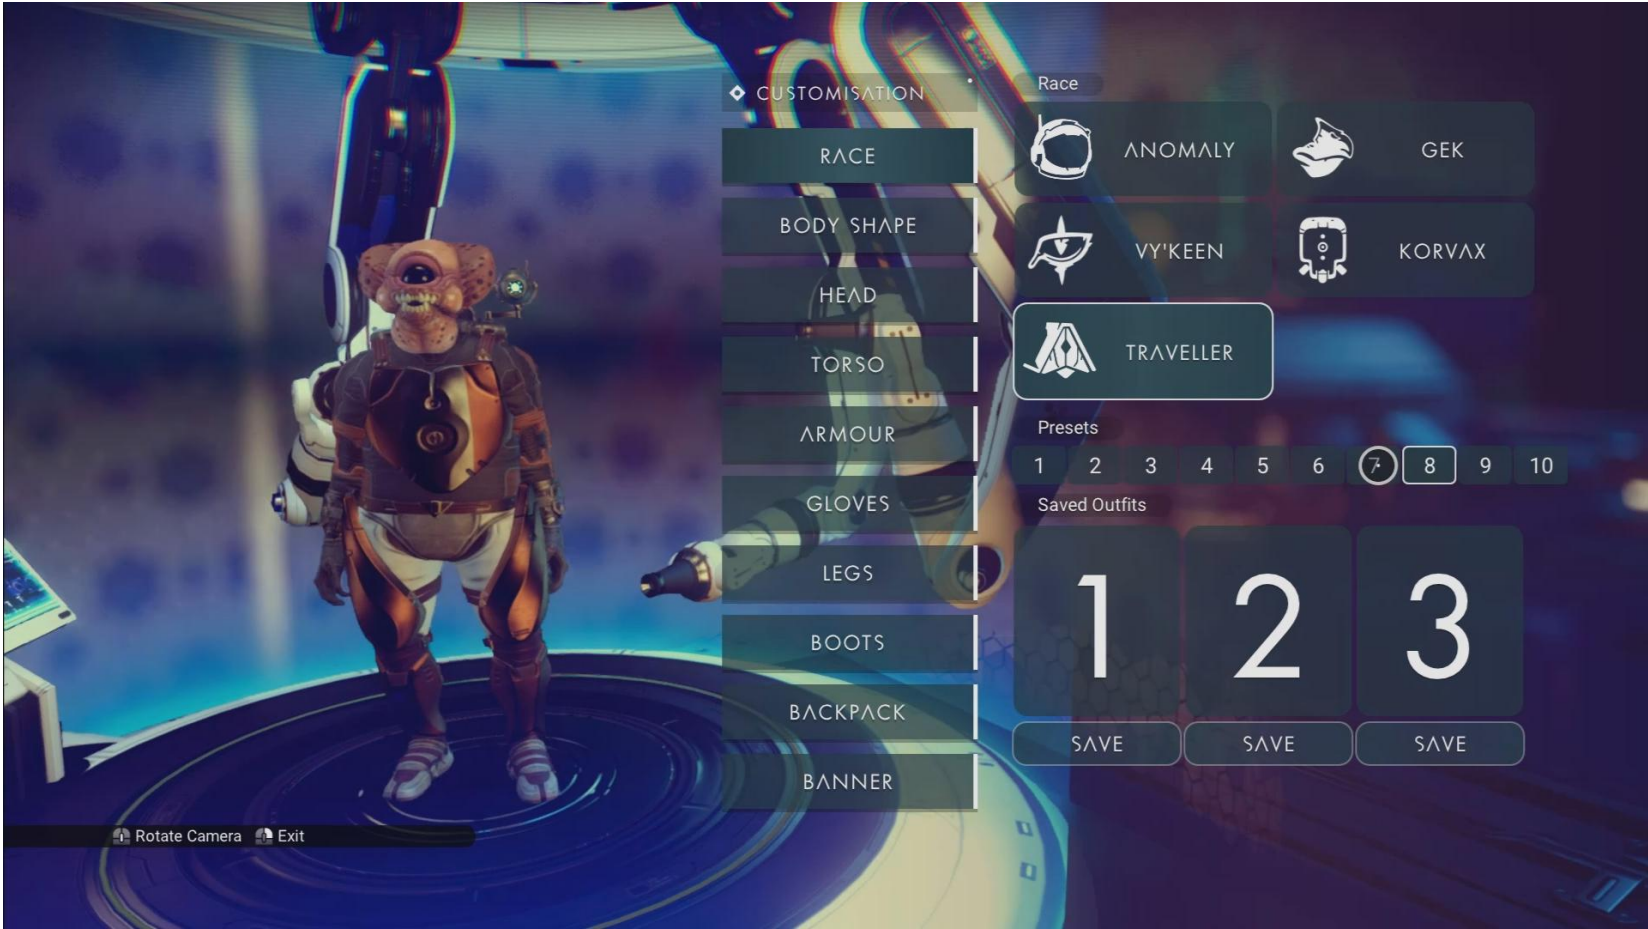 CUSTOMISATION
RACE
BODY SHAPE
HEAD
TORSO
ARMOUR
GLOVES
LEGS
BOOTS
BACKPACK
BANNER
Race
ANOMALY
GEK
VY'KEEN
KORVAX
TRAVELLER
Presets
1 2 3 4 5 6 7 8 9 10
Saved Outfits
1 2 3
SAVE SAVE SAVE
Rotate Camera Exit